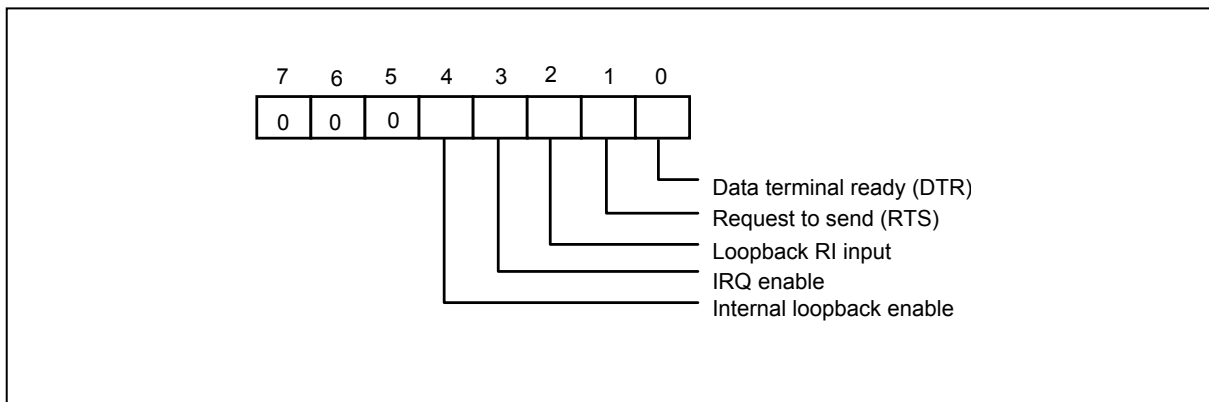 7 6 5 4 3 2 1 0
0 0 0
Data terminal ready (DTR)
Request to send (RTS)
Loopback RI input
IRQ enable
Internal loopback enable